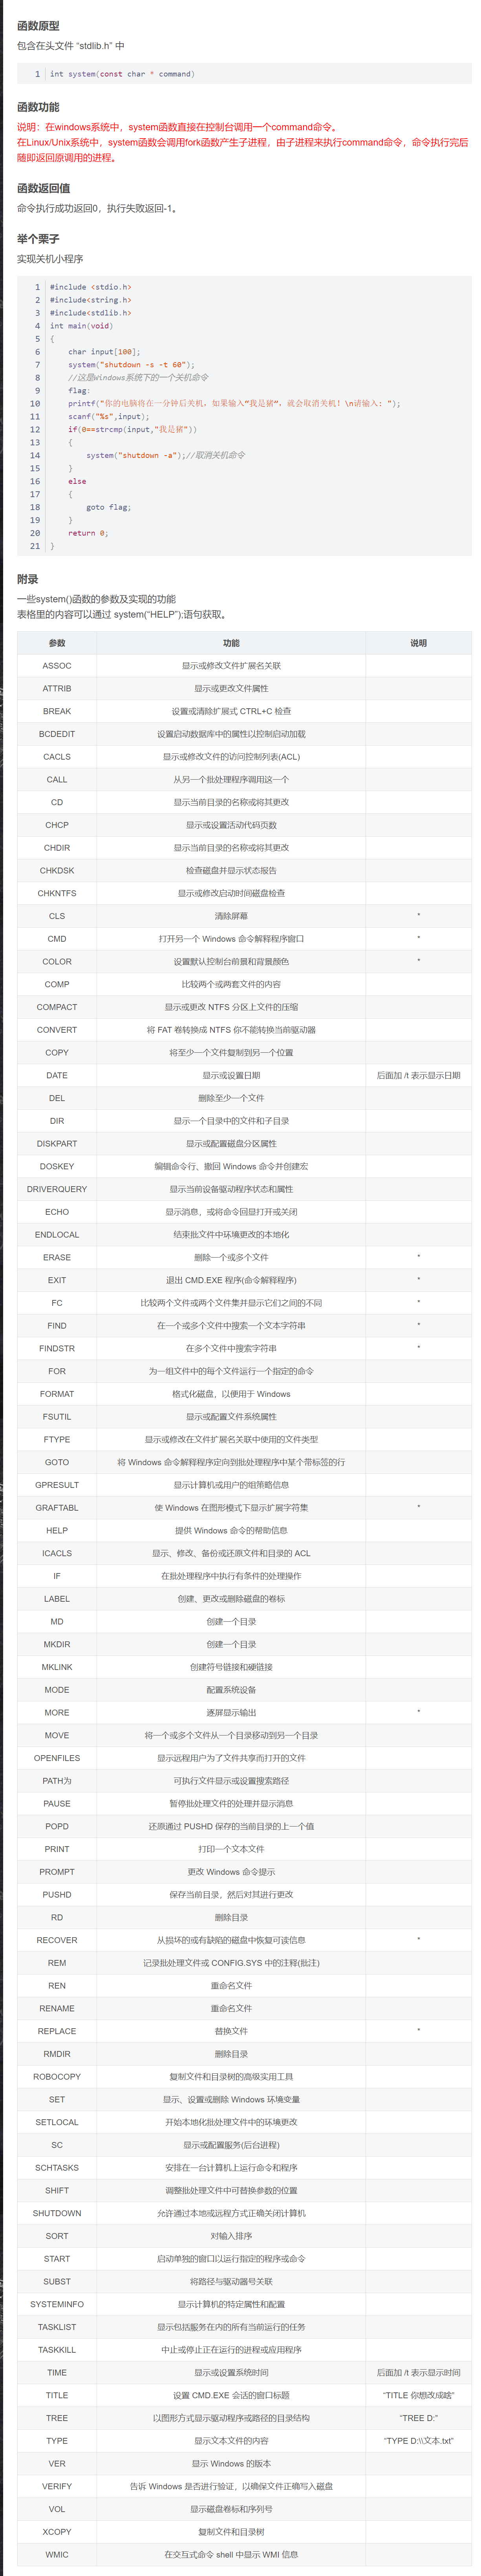 函数原型
包含在头文件 “stdlib.h” 中
1 int system(const char * command)
函数功能
说明：在windows系统中，system函数直接在控制台调用一个command命令。
在Linux/Unix系统中，system函数会调用fork函数产生子进程，由子进程来执行command命令，命令执行完后
随即返回原调用的进程。
函数返回值
命令执行成功返回0，执行失败返回-1。
举个栗子
实现关机小程序
1 #include <stdio.h>
2 #include<string.h>
3 #include<stdlib.h>
4 int main(void)
5 {
6 char input[100];
7 system("shutdown -s -t 60");
8 //这是windows系统下的一个关机命令
9 flag:
10 printf("你的电脑将在一分钟后关机，如果输入“我是猪”，就会取消关机！\n请输入: ");
11 scanf("%s",input);
12 if(0==strcmp(input,"我是猪"))
13 {
14 system("shutdown -a");//取消关机命令
15 }
16 else
17 {
18 goto flag;
19 }
20 return 0;
21 }
附录
一些system()函数的参数及实现的功能
表格里的内容可以通过 system(“HELP”);语句获取。
参数 功能 说明
ASSOC 显示或修改文件扩展名关联
ATTRIB 显示或更改文件属性
BREAK 设置或清除扩展式 CTRL+C 检查
BCDEDIT 设置启动数据库中的属性以控制启动加载
CACLS 显示或修改文件的访问控制列表(ACL)
CALL 从另一个批处理程序调用这一个
CD 显示当前目录的名称或将其更改
CHCP 显示或设置活动代码页数
CHDIR 显示当前目录的名称或将其更改
CHKDSK 检查磁盘并显示状态报告
CHKNTFS 显示或修改启动时间磁盘检查
CLS 清除屏幕 *
CMD 打开另一个 Windows 命令解释程序窗口 *
COLOR 设置默认控制台前景和背景颜色 *
COMP 比较两个或两套文件的内容
COMPACT 显示或更改 NTFS 分区上文件的压缩
CONVERT 将 FAT 卷转换成 NTFS 你不能转换当前驱动器
COPY 将至少一个文件复制到另一个位置
DATE 显示或设置日期 后面加 /t 表示显示日期
DEL 删除至少一个文件
DIR 显示一个目录中的文件和子目录
DISKPART 显示或配置磁盘分区属性
DOSKEY 编辑命令行、撤回 Windows 命令并创建宏
DRIVERQUERY 显示当前设备驱动程序状态和属性
ECHO 显示消息，或将命令回显打开或关闭
ENDLOCAL 结束批文件中环境更改的本地化
ERASE 删除一个或多个文件 *
EXIT 退出 CMD.EXE 程序(命令解释程序) *
FC 比较两个文件或两个文件集并显示它们之间的不同 *
FIND 在一个或多个文件中搜索一个文本字符串 *
FINDSTR 在多个文件中搜索字符串 *
FOR 为一组文件中的每个文件运行一个指定的命令
FORMAT 格式化磁盘，以便用于 Windows
FSUTIL 显示或配置文件系统属性
FTYPE 显示或修改在文件扩展名关联中使用的文件类型
GOTO 将 Windows 命令解释程序定向到批处理程序中某个带标签的行
GPRESULT 显示计算机或用户的组策略信息
GRAFTABL 使 Windows 在图形模式下显示扩展字符集 *
HELP 提供 Windows 命令的帮助信息
ICACLS 显示、修改、备份或还原文件和目录的 ACL
IF 在批处理程序中执行有条件的处理操作
LABEL 创建、更改或删除磁盘的卷标
MD 创建一个目录
MKDIR 创建一个目录
MKLINK 创建符号链接和硬链接
MODE 配置系统设备
MORE 逐屏显示输出 *
MOVE 将一个或多个文件从一个目录移动到另一个目录
OPENFILES 显示远程用户为了文件共享而打开的文件
PATH为 可执行文件显示或设置搜索路径
PAUSE 暂停批处理文件的处理并显示消息
POPD 还原通过 PUSHD 保存的当前目录的上一个值
PRINT 打印一个文本文件
PROMPT 更改 Windows 命令提示
PUSHD 保存当前目录，然后对其进行更改
RD 删除目录
RECOVER 从损坏的或有缺陷的磁盘中恢复可读信息 *
REM 记录批处理文件或 CONFIG.SYS 中的注释(批注)
REN 重命名文件
RENAME 重命名文件
REPLACE 替换文件 *
RMDIR 删除目录
ROBOCOPY 复制文件和目录树的高级实用工具
SET 显示、设置或删除 Windows 环境变量
SETLOCAL 开始本地化批处理文件中的环境更改
SC 显示或配置服务(后台进程)
SCHTASKS 安排在一台计算机上运行命令和程序
SHIFT 调整批处理文件中可替换参数的位置
SHUTDOWN 允许通过本地或远程方式正确关闭计算机
SORT 对输入排序
START 启动单独的窗口以运行指定的程序或命令
SUBST 将路径与驱动器号关联
SYSTEMINFO 显示计算机的特定属性和配置
TASKLIST 显示包括服务在内的所有当前运行的任务
TASKKILL 中止或停止正在运行的进程或应用程序
TIME 显示或设置系统时间 后面加 /t 表示显示时间
TITLE 设置 CMD.EXE 会话的窗口标题 “TITLE 你想改成啥”
TREE 以图形方式显示驱动程序或路径的目录结构 “TREE D:”
TYPE 显示文本文件的内容 “TYPE D:\\文本.txt”
VER 显示 Windows 的版本
VERIFY 告诉 Windows 是否进行验证，以确保文件正确写入磁盘
VOL 显示磁盘卷标和序列号
XCOPY 复制文件和目录树
WMIC 在交互式命令 shell 中显示 WMI 信息